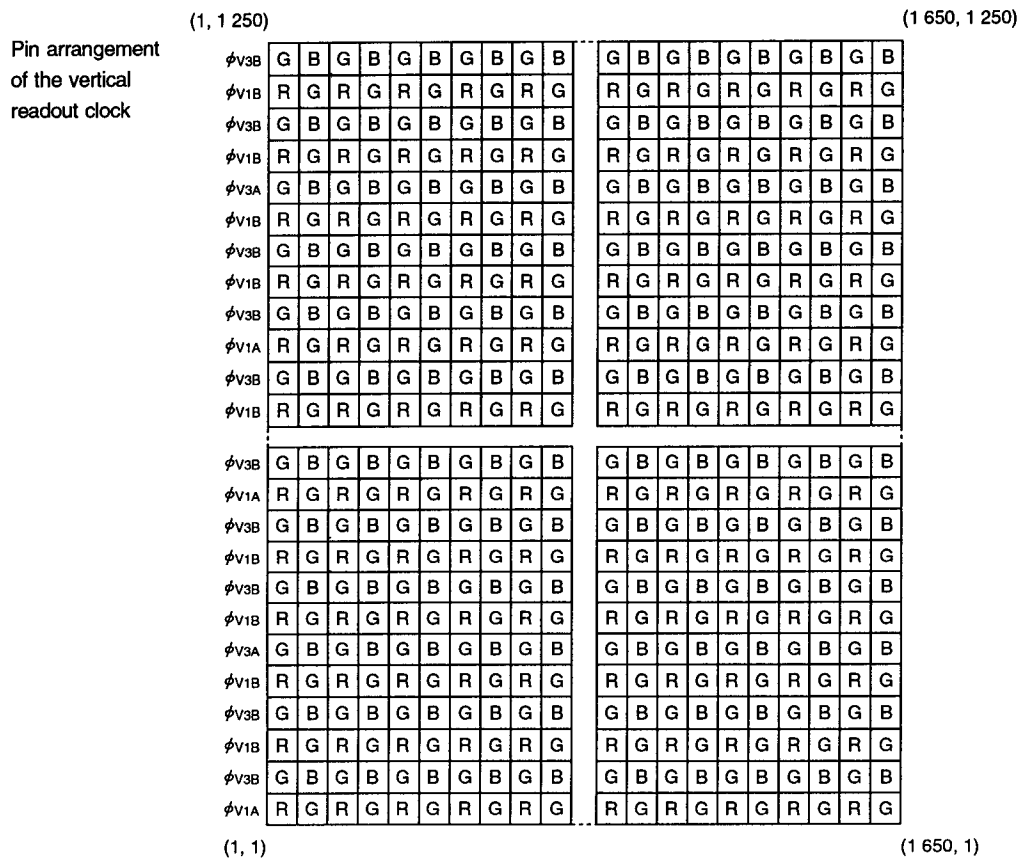 (1, 1 250) (1 650, 1 250)
Pin arrangement
of the vertical
readout clock
ϕV3B G B G B G B G B G B G B G B G B G B G B
ϕV1B R G R G R G R G R G R G R G R G R G R G
ϕV3B G B G B G B G B G B G B G B G B G B G B
ϕV1B R G R G R G R G R G R G R G R G R G R G
ϕV3A G B G B G B G B G B G B G B G B G B G B
ϕV1B R G R G R G R G R G R G R G R G R G R G
ϕV3B G B G B G B G B G B G B G B G B G B G B
ϕV1B R G R G R G R G R G R G R G R G R G R G
ϕV3B G B G B G B G B G B G B G B G B G B G B
ϕV1A R G R G R G R G R G R G R G R G R G R G
ϕV3B G B G B G B G B G B G B G B G B G B G B
ϕV1B R G R G R G R G R G R G R G R G R G R G
ϕV3B G B G B G B G B G B G B G B G B G B G B
ϕV1A R G R G R G R G R G R G R G R G R G R G
ϕV3B G B G B G B G B G B G B G B G B G B G B
ϕV1B R G R G R G R G R G R G R G R G R G R G
ϕV3B G B G B G B G B G B G B G B G B G B G B
ϕV1B R G R G R G R G R G R G R G R G R G R G
ϕV3A G B G B G B G B G B G B G B G B G B G B
ϕV1B R G R G R G R G R G R G R G R G R G R G
ϕV3B G B G B G B G B G B G B G B G B G B G B
ϕV1B R G R G R G R G R G R G R G R G R G R G
ϕV3B G B G B G B G B G B G B G B G B G B G B
ϕV1A R G R G R G R G R G R G R G R G R G R G
(1, 1) (1 650, 1)